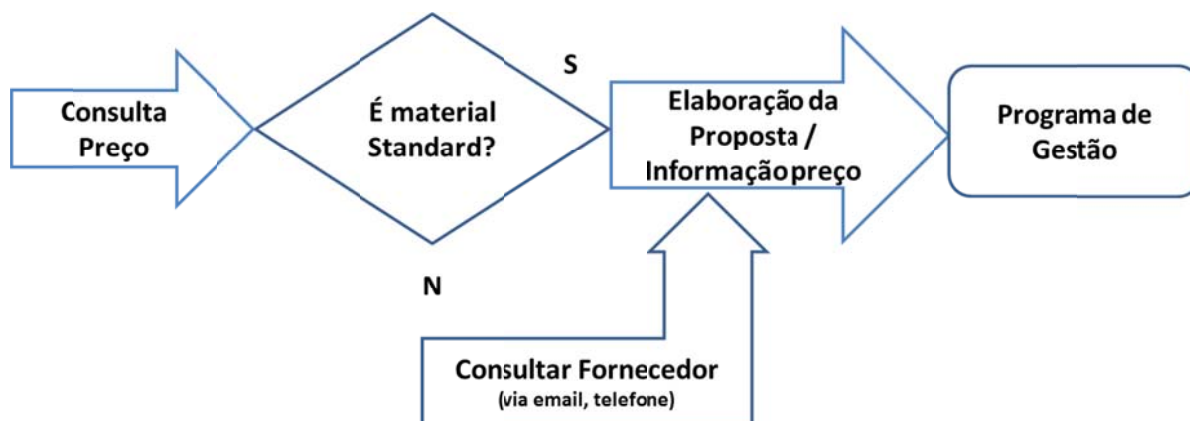 Consulta
Preço
É material
Standard?
S
Elaboração da
Proposta /
Informação preço
Programa de
Gestão
N
Consultar Fornecedor
(via email, telefone)